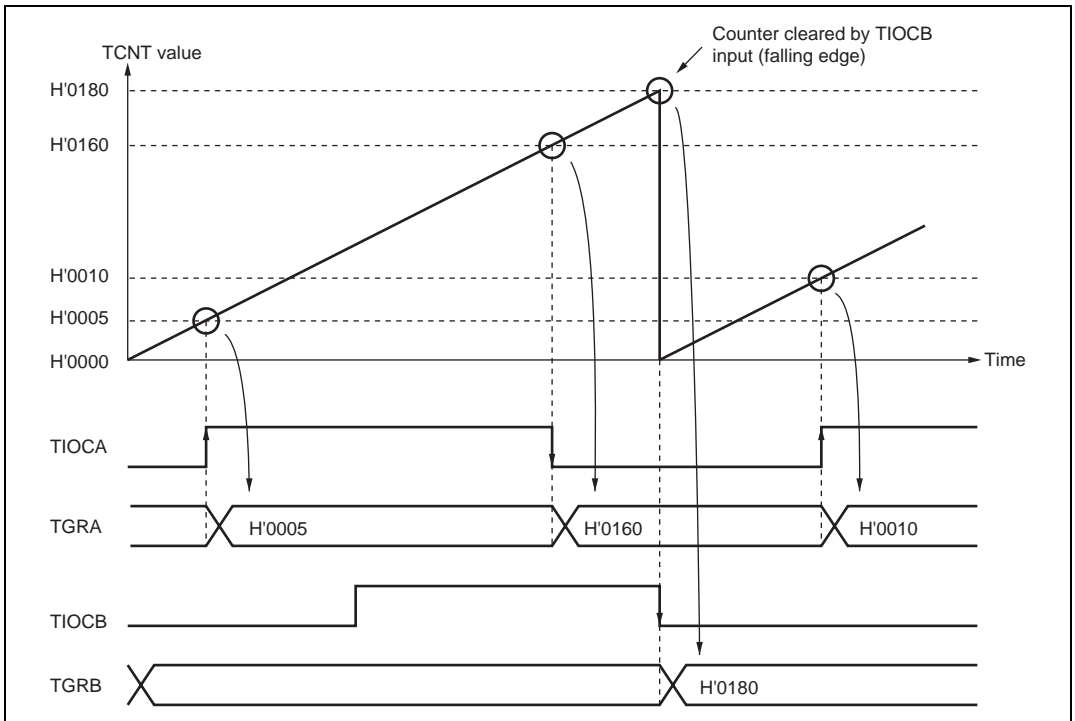 Counter cleared by TIOCB
input (falling edge)
TCNT value
H'0180
H'0160
H'0010
H'0005
H'0000
Time
TIOCA
TGRA
H'0005
H'0160
H'0010
TIOCB
TGRB
H'0180